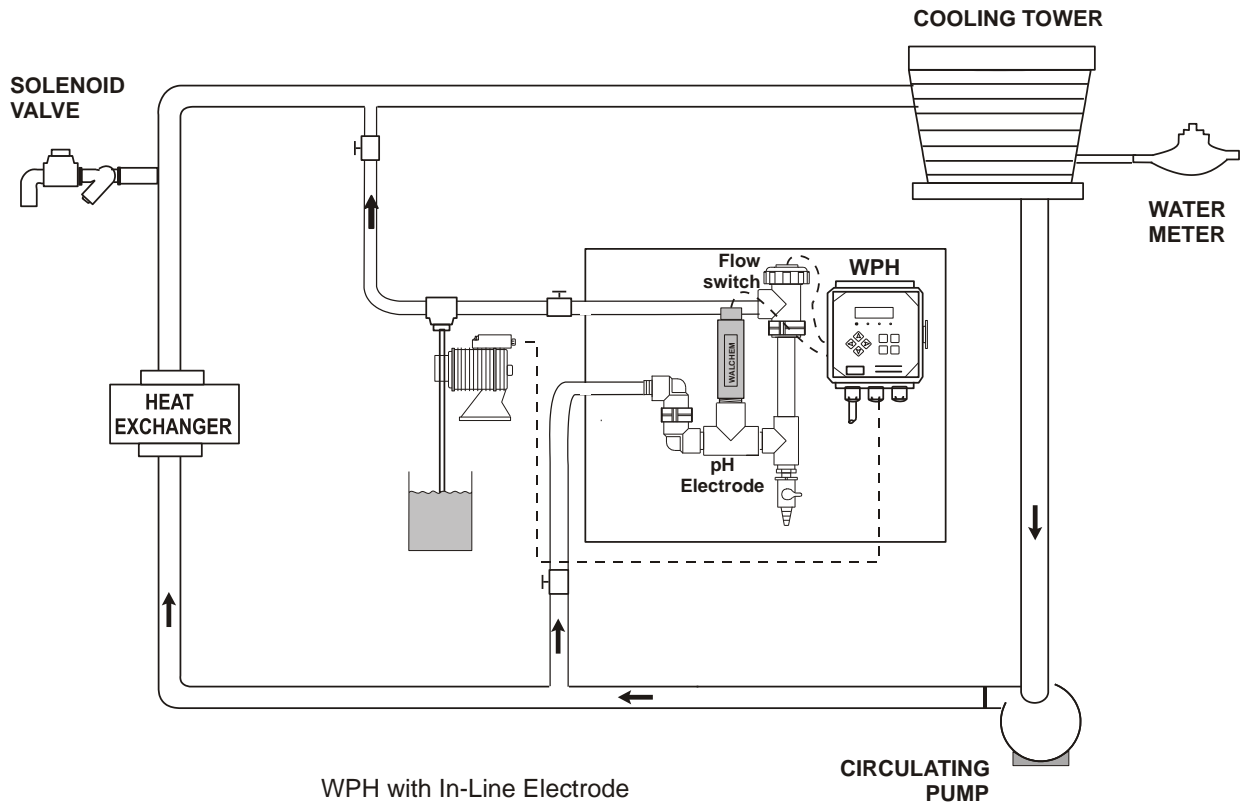 COOLING TOWER
SOLENOID
VALVE
WATER
METER
Flow
switch
WPH
WALCHEM
HEAT
EXCHANGER
pH
Electrode
CIRCULATING
PUMP
WPH with In-Line Electrode